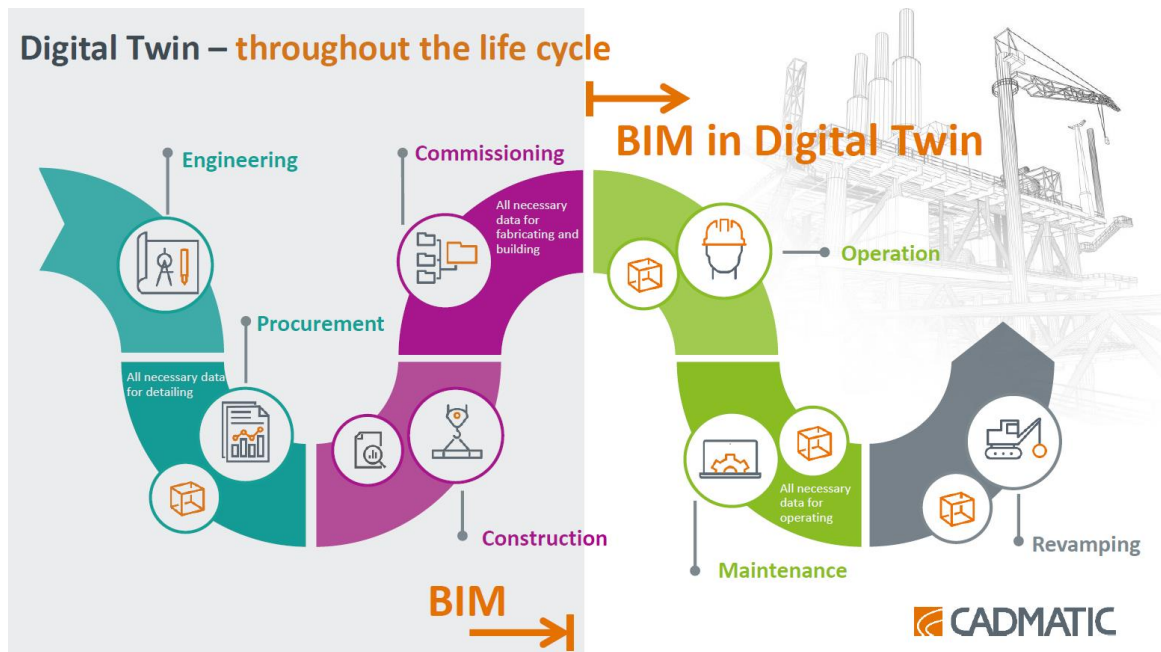 Digital Twin – throughout the life cycle
BIM in Digital Twin
Engineering
Commissioning
All necessary
data for
fabricating and
building
Operation
Procurement
All necessary data
for detailing
All necessary
data for
operating
Construction
Revamping
Maintenance
BIM
CADMATIC